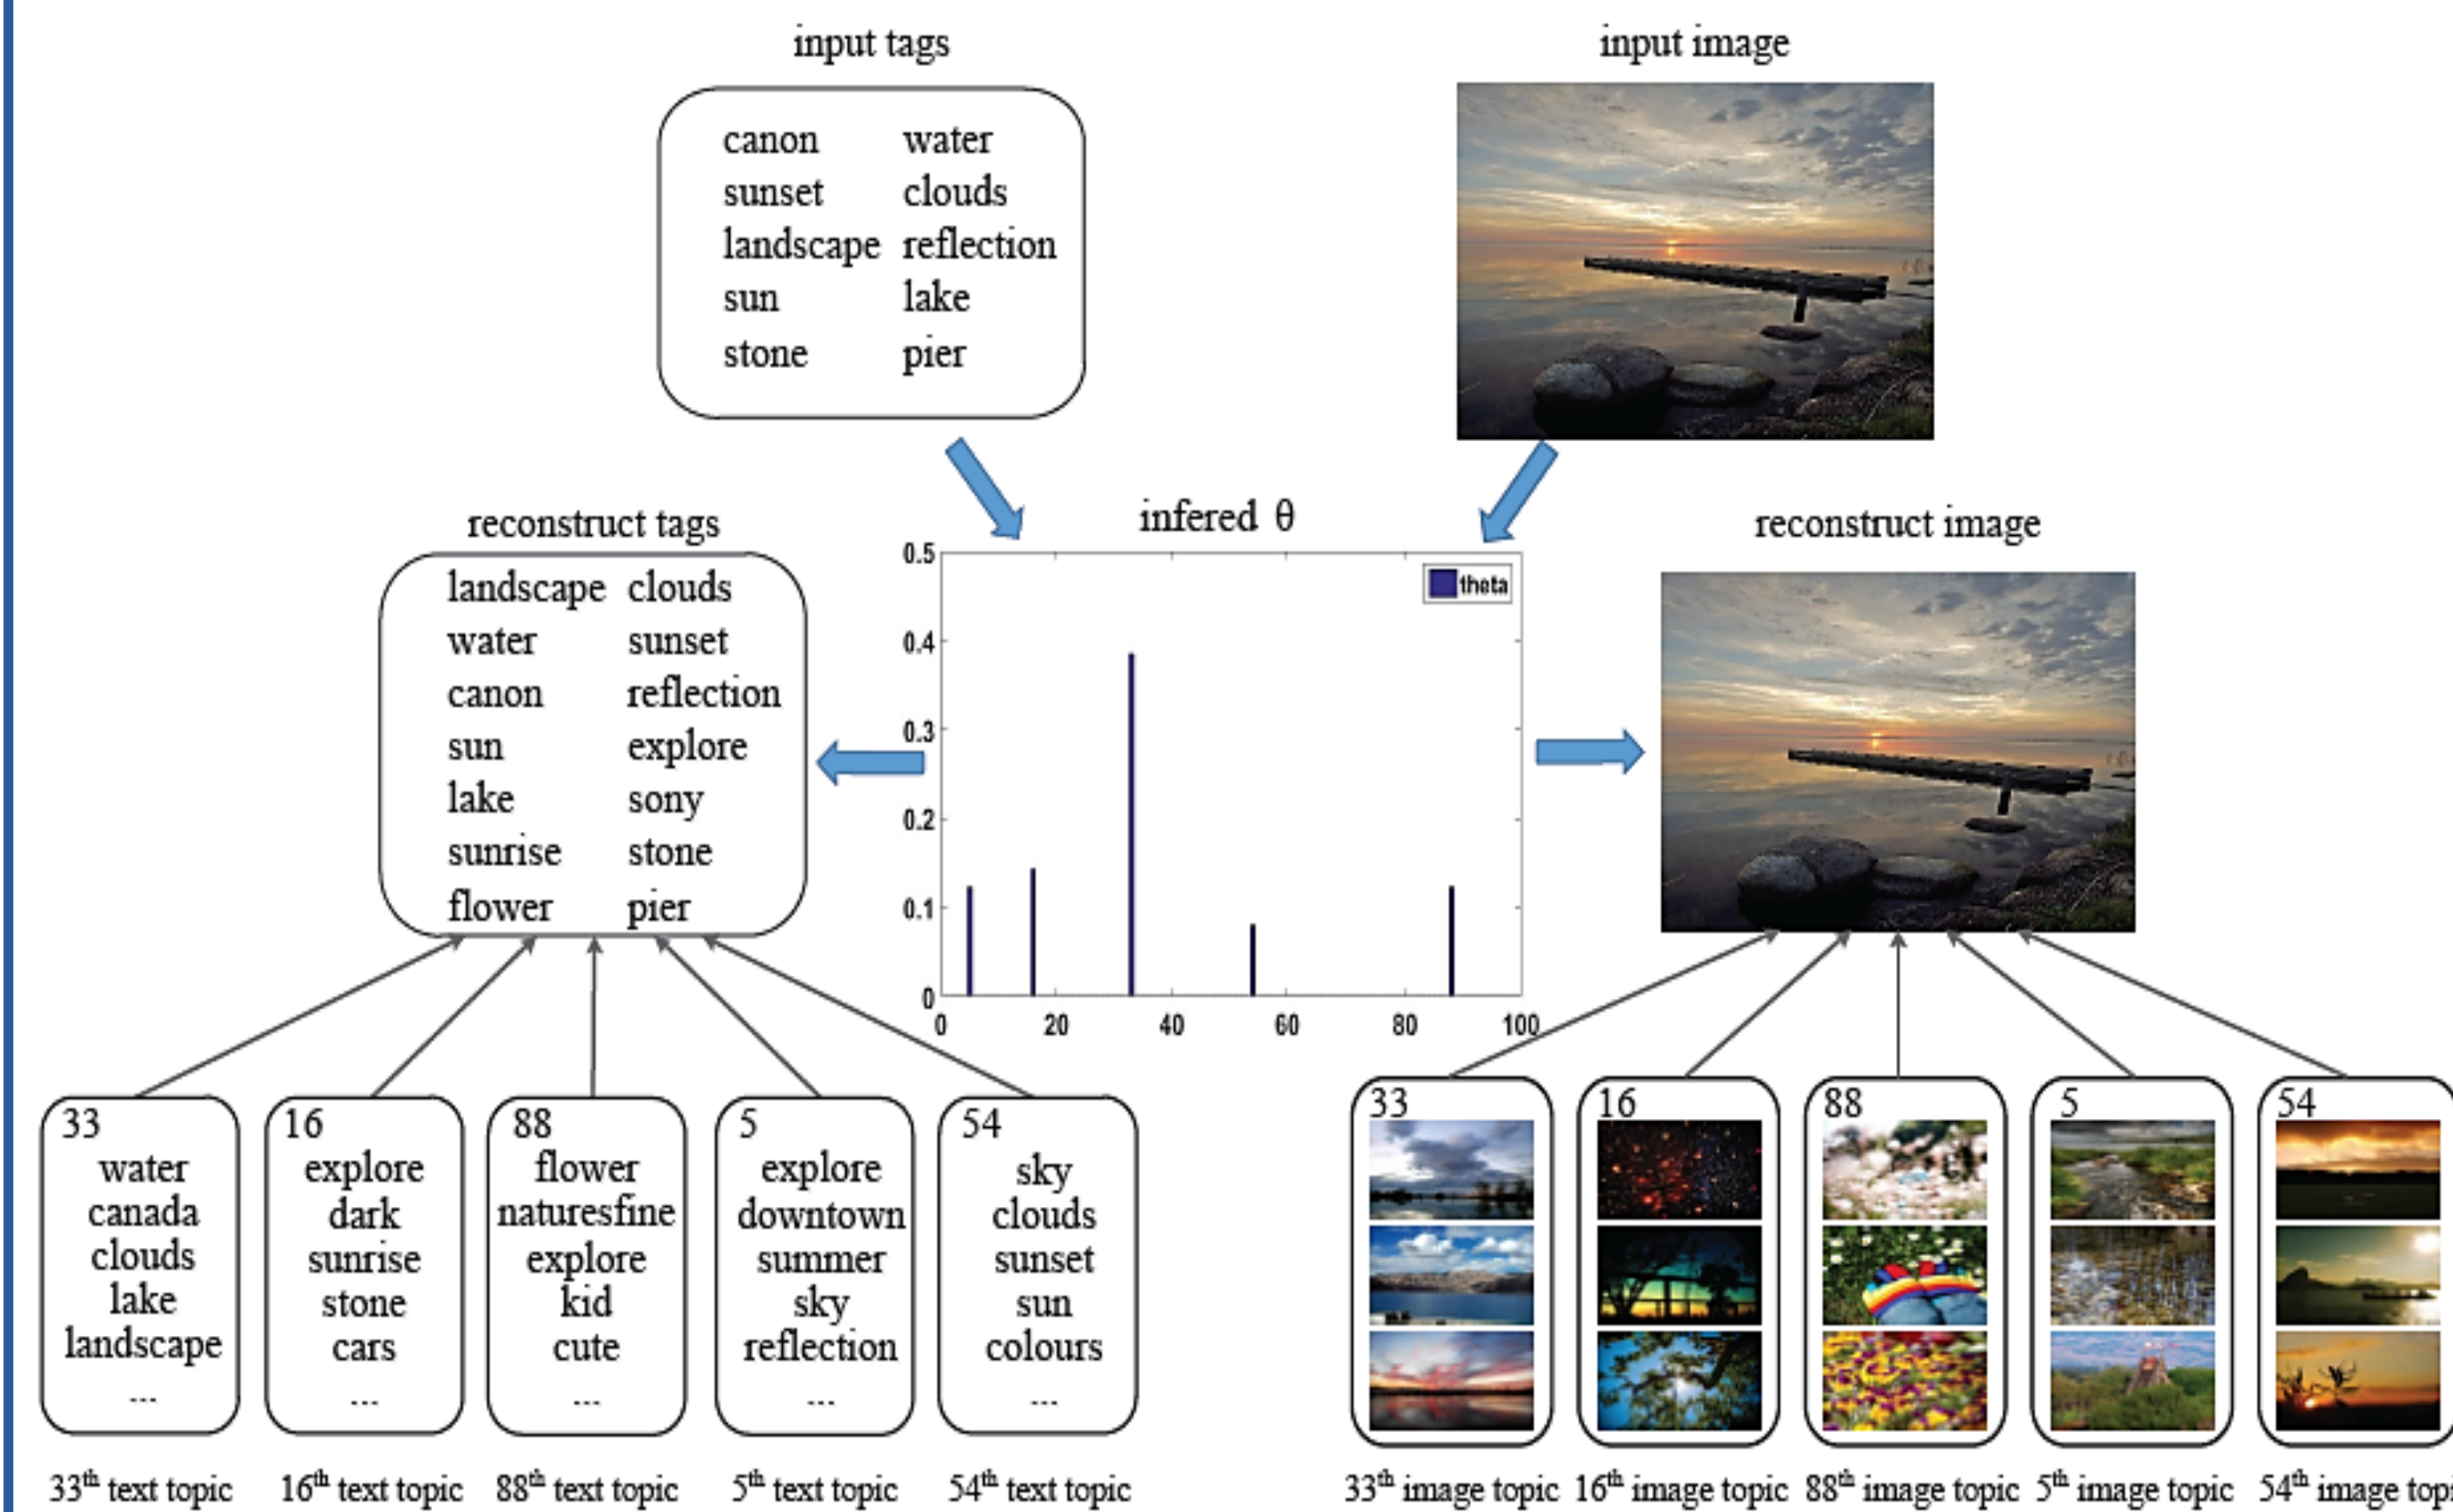 input tags
input image
canon water
sunset clouds
landscape reflection
sun lake
stone pier
reconstruct tags
infered θ
reconstruct image
landscape clouds
water sunset
canon reflection
sun explore
lake sony
sunrise stone
flower pier
theta
0.5
0.4
0.3
0.2
0.1
0
0 20 40 60 80 100
33
water
canada
clouds
lake
landscape
...
16
explore
dark
sunrise
stone
cars
...
88
flower
naturesfine
explore
kid
cute
...
5
explore
downtown
summer
sky
reflection
...
54
sky
clouds
sunset
sun
colours
...
33
16
88
5
54
33th text topic
16th text topic
88th text topic
5th text topic
54th text topic
33th image topic
16th image topic
88th image topic
5th image topic
54th image topi